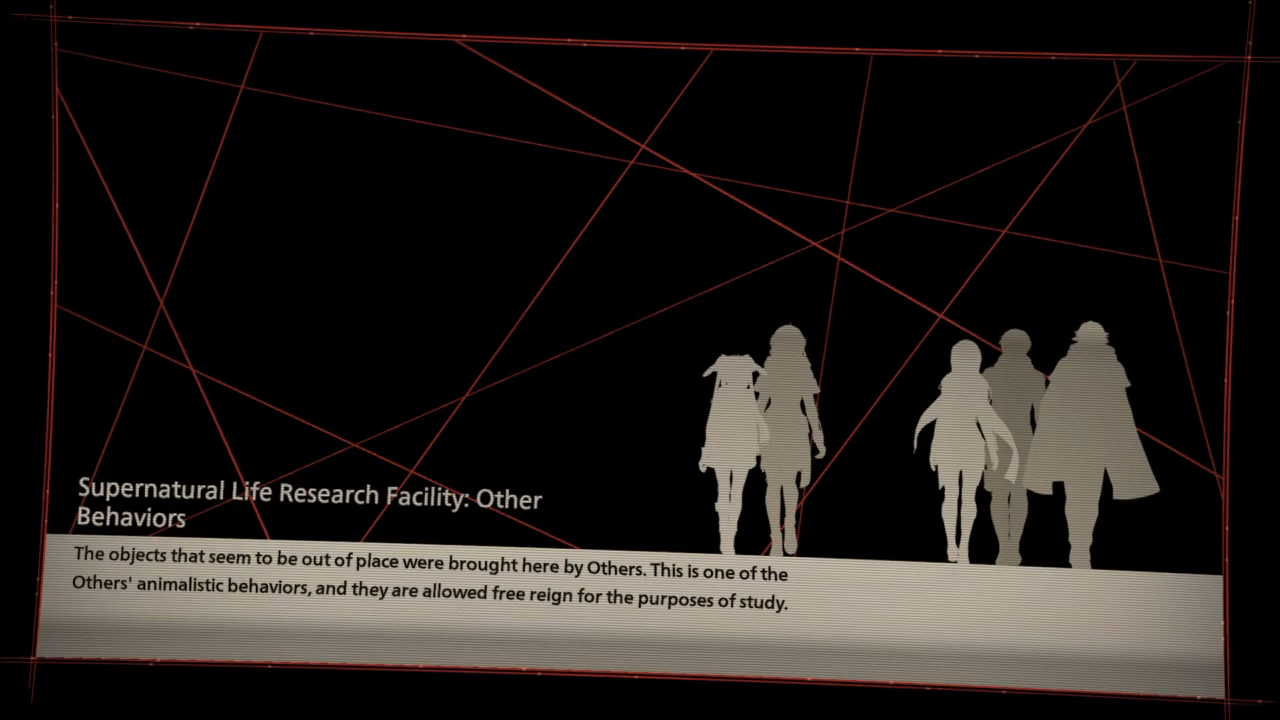 Supernatural Life Research Facility: Other
Behaviors
The objects that seem to be out of place were brought here by Others. This is one of the
Others' animalistic behaviors, and they are allowed free reign for the purposes of study.